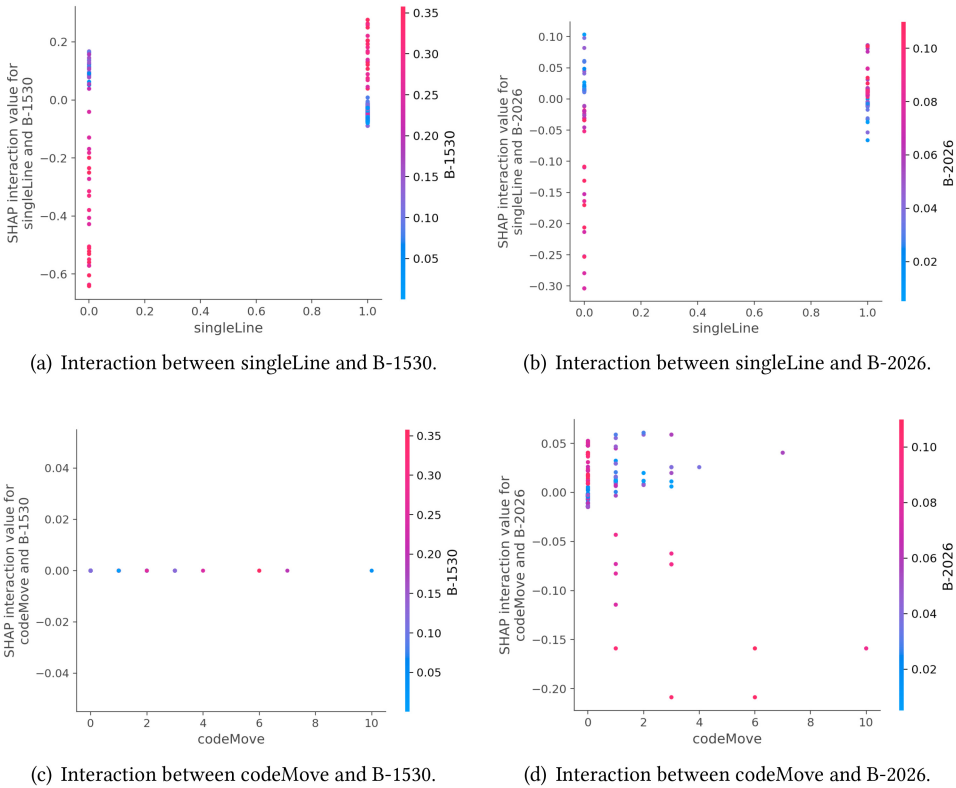 0.2
0.0
−0.2
−0.4
−0.6
SHAP interaction value for
singleLine and B-1530
0.0 0.2 0.4 0.6 0.8 1.0
singleLine
0.35
0.30
0.25
0.20
0.15
0.10
0.05
B-1530
(a) Interaction between singleLine and B-1530.
0.10
0.05
0.00
−0.05
−0.10
−0.15
−0.20
−0.25
−0.30
SHAP interaction value for
singleLine and B-2026
0.0 0.2 0.4 0.6 0.8 1.0
singleLine
0.10
0.08
0.06
0.04
0.02
B-2026
(b) Interaction between singleLine and B-2026.
0.04
0.02
0.00
−0.02
−0.04
SHAP interaction value for
codeMove and B-1530
0 2 4 6 8 10
codeMove
0.35
0.30
0.25
0.20
0.15
0.10
0.05
B-1530
(c) Interaction between codeMove and B-1530.
0.05
0.00
−0.05
−0.10
−0.15
−0.20
SHAP interaction value for
codeMove and B-2026
0 2 4 6 8 10
codeMove
0.10
0.08
0.06
0.04
0.02
B-2026
(d) Interaction between codeMove and B-2026.